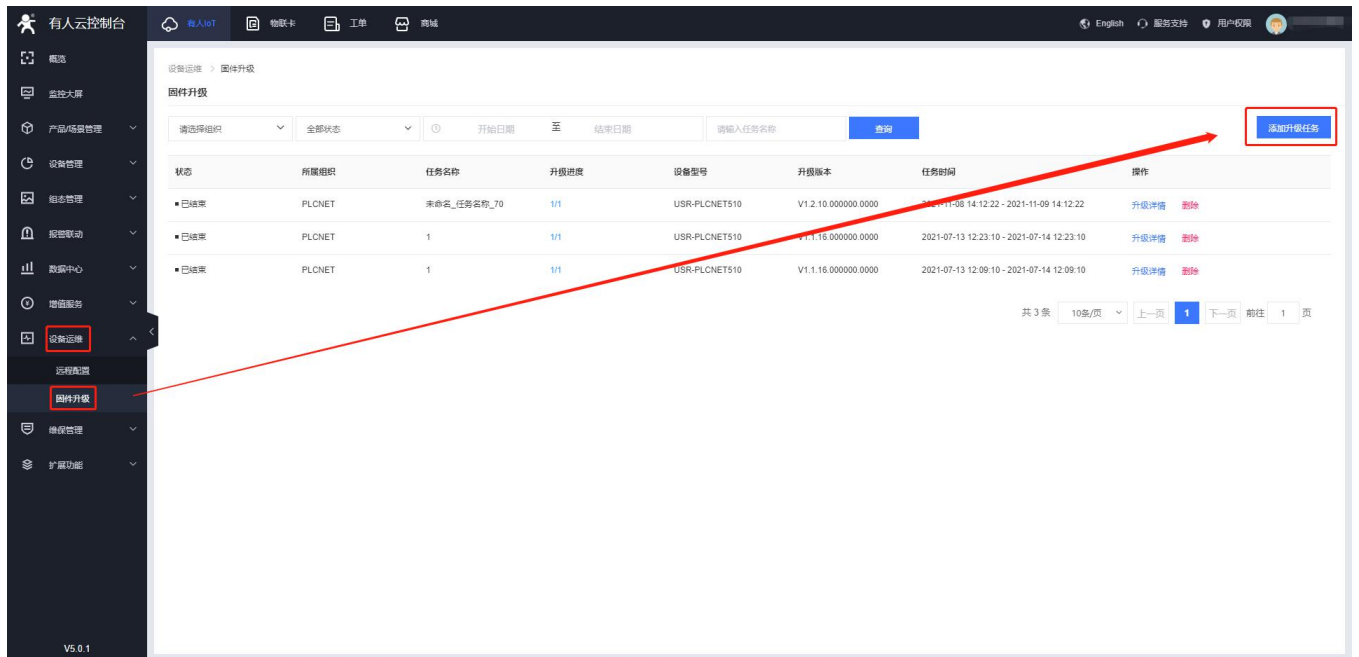 有人云控制台 有人IoT 物联卡 工单 商城 English 服务支持 用户权限
概览
监控大屏
产品/场景管理
设备管理
组态管理
报警联动
数据中心
增值服务
设备运维
远程配置
固件升级
维保管理
扩展功能
V5.0.1
设备运维 > 固件升级
固件升级
请选择组织 全部状态 开始日期 至 结束日期 请输入任务名称 查询 添加升级任务
状态 所属组织 任务名称 升级进度 设备型号 升级版本 任务时间 操作
已结束 PLCNET 未命名_任务名称_70 1/1 USR-PLCNET510 V1.2.10.000000.0000 2021-11-08 14:12:22 - 2021-11-09 14:12:22 升级详情 删除
已结束 PLCNET 1 1/1 USR-PLCNET510 V1.1.16.000000.0000 2021-07-13 12:23:10 - 2021-07-14 12:23:10 升级详情 删除
已结束 PLCNET 1 1/1 USR-PLCNET510 V1.1.16.000000.0000 2021-07-13 12:09:10 - 2021-07-14 12:09:10 升级详情 删除
共 3 条 10条/页 上一页 1 下一页 前往 1 页